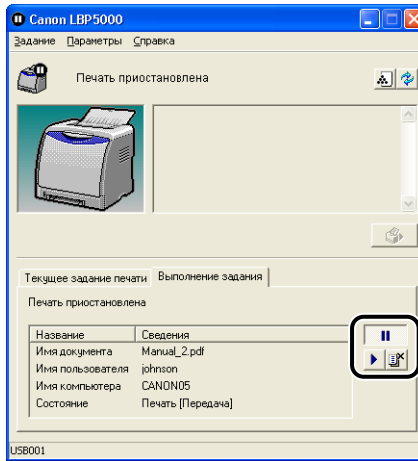 Canon LBP5000
Задание Параметры Справка
Печать приостановлена
Текущее задание печати Выполнение задания
Печать приостановлена
Название Сведения
Имя документа Manual_2.pdf
Имя пользователя johnson
Имя компьютера CANON05
Состояние Печать [Передача]
USB001